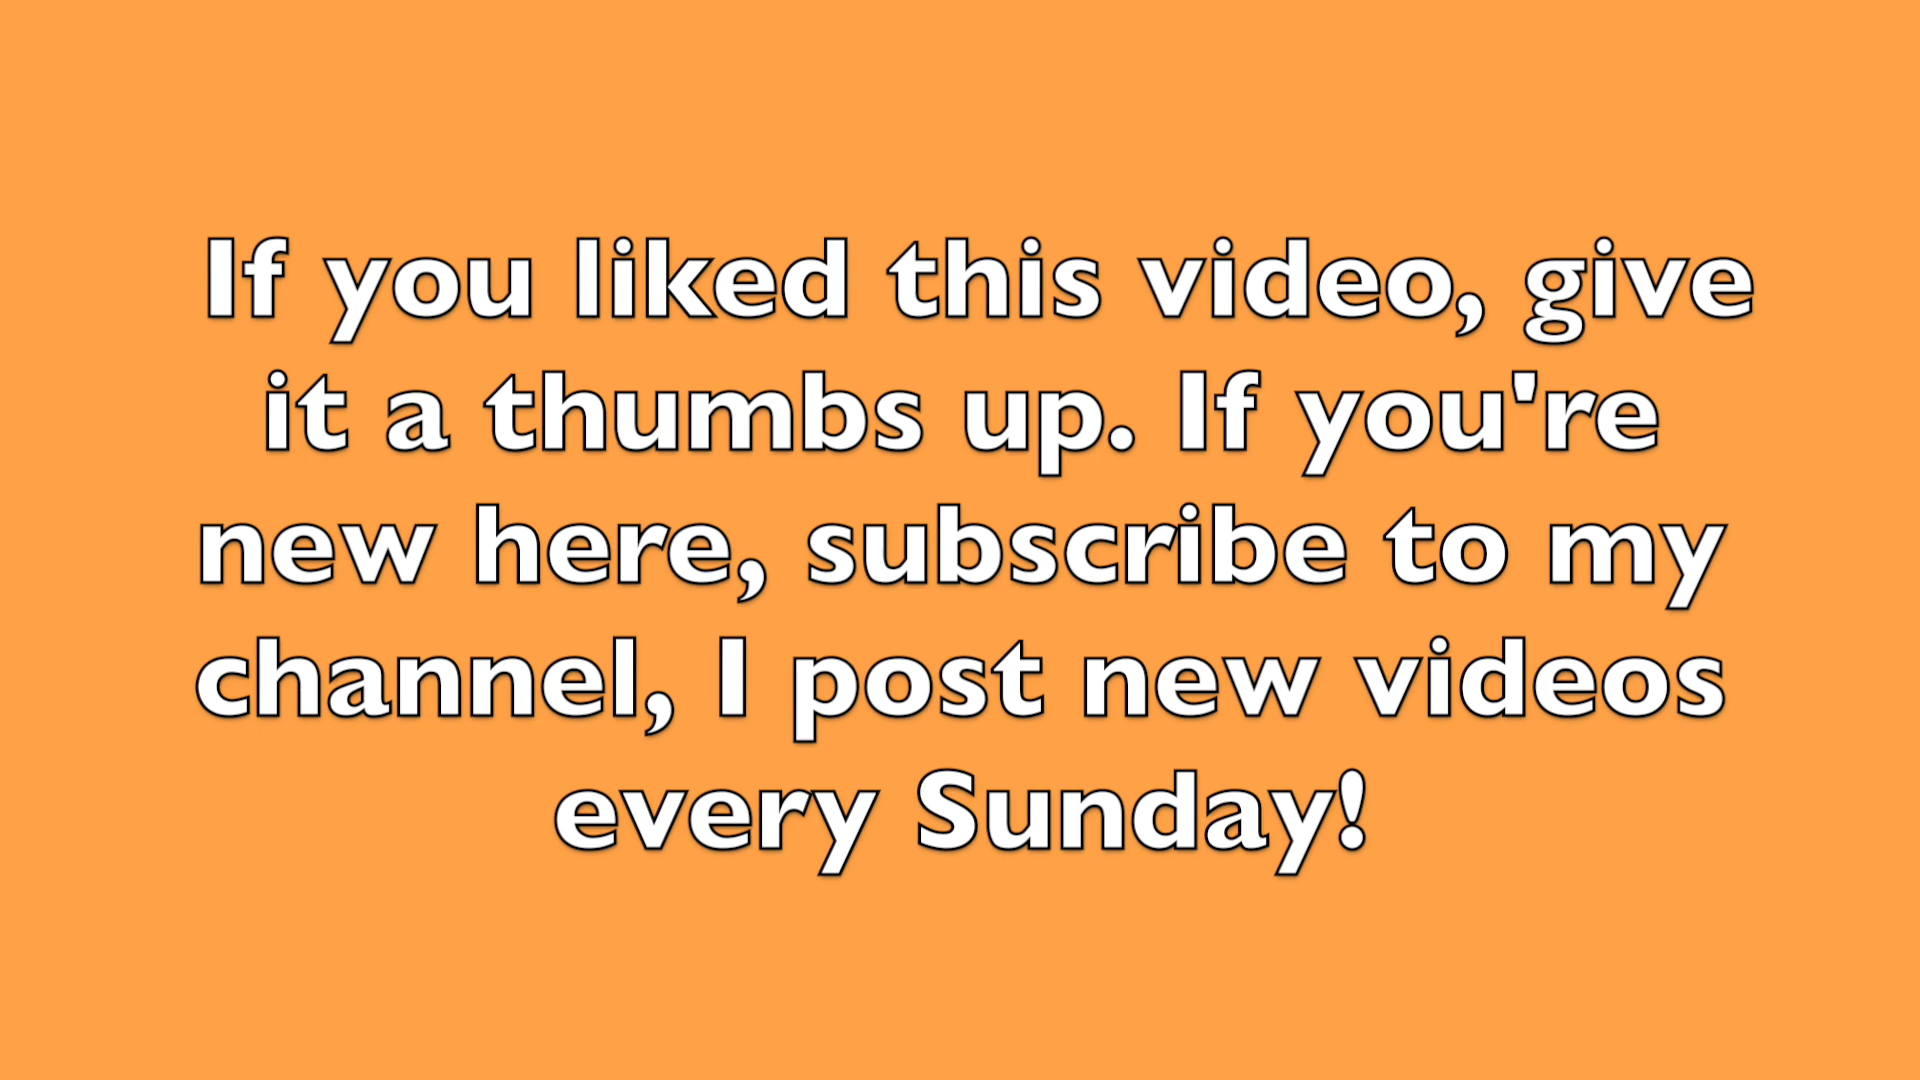 If you liked this video, give
it a thumbs up. If you're
new here, subscribe to my
channel, I post new videos
every Sunday!